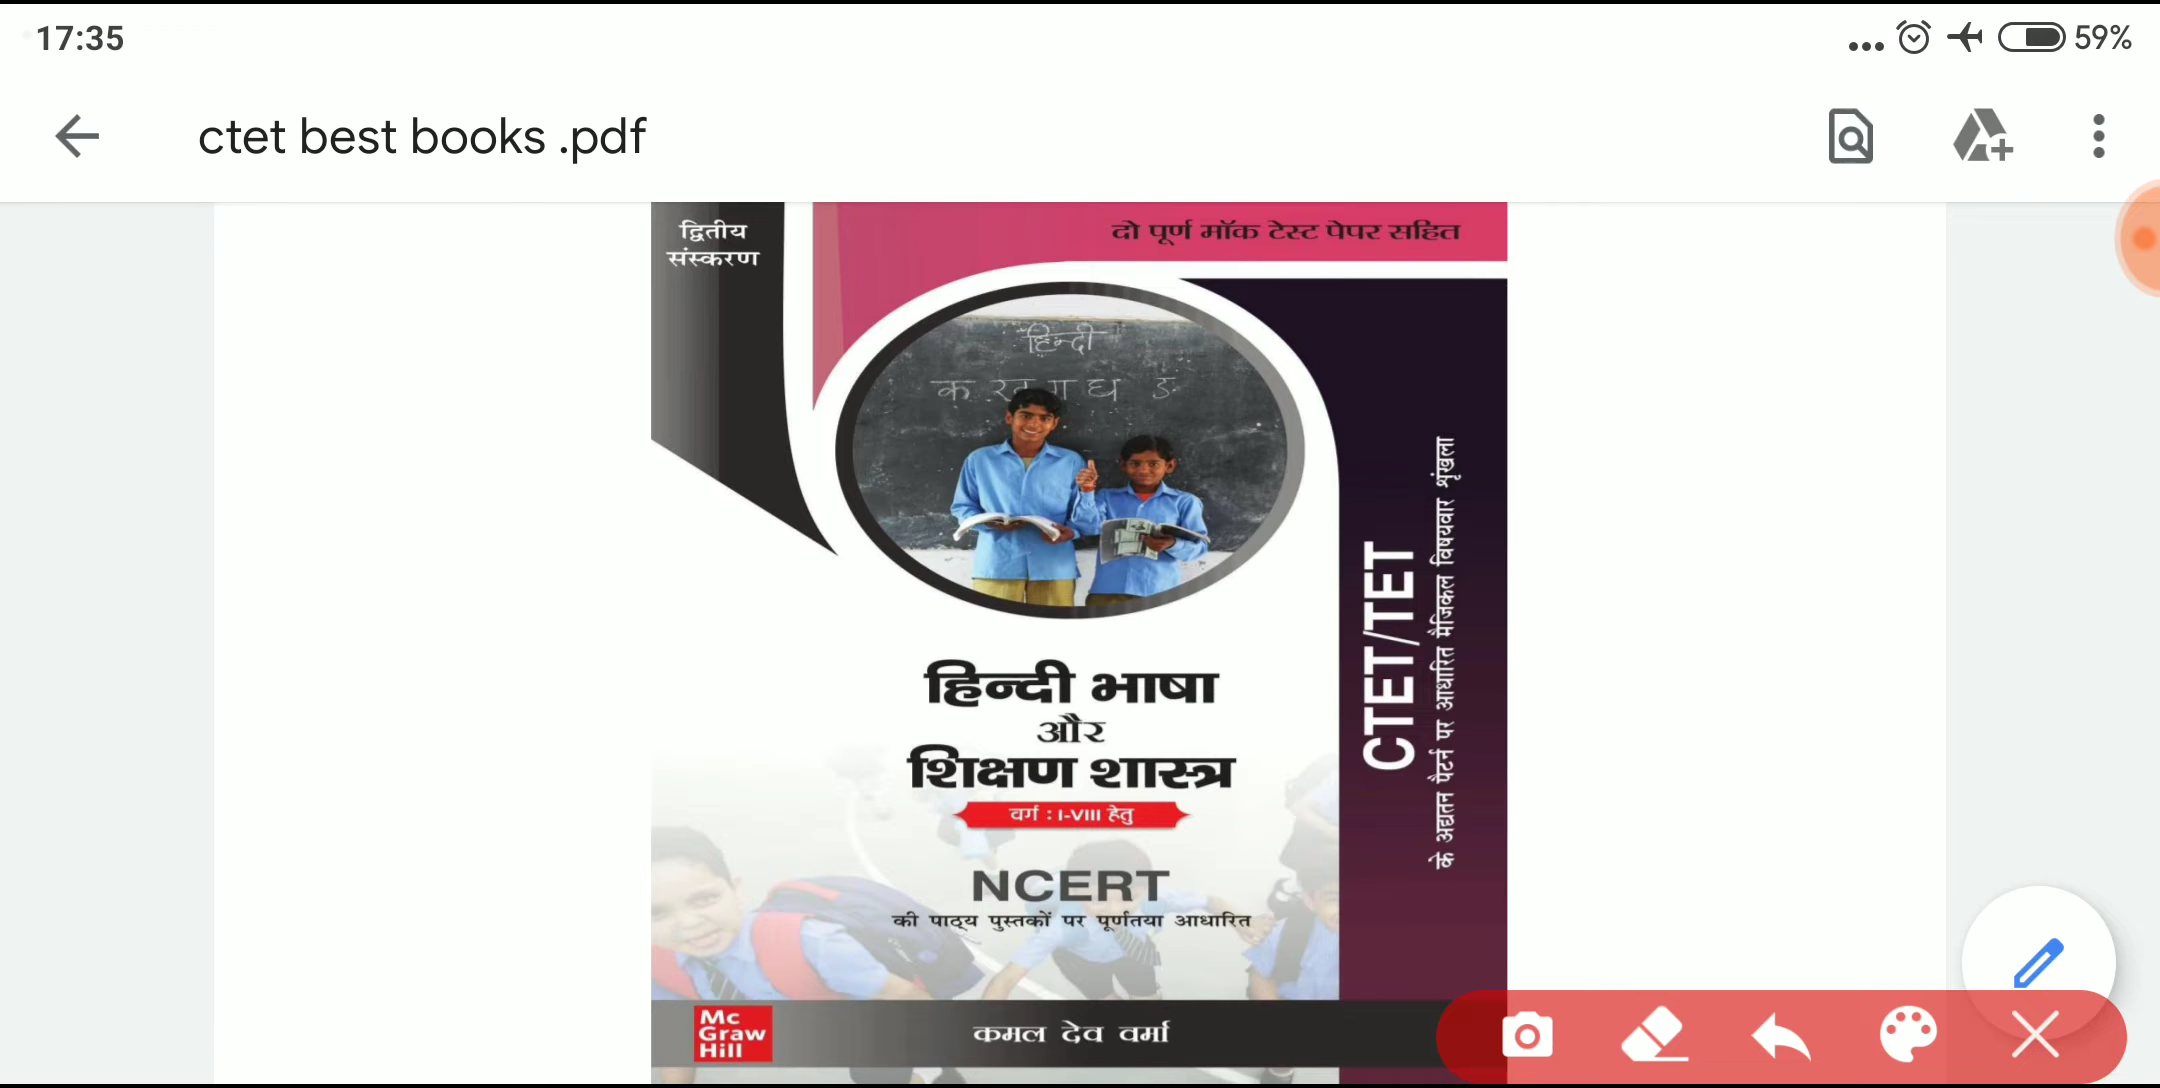 17:35
59%
ctet best books .pdf
द्वितीय
संस्करण
दो पूर्ण मॉक टेस्ट पेपर सहित
हिन्दी
क ख ग घ ङ
हिन्दी भाषा
और
शिक्षण शास्त्र
वर्ग : I-VIII हेतु
NCERT
की पाठ्य पुस्तकों पर पूर्णतया आधारित
CTET/TET
के अद्यतन पैटर्न पर आधारित मैजिकल विषयवार श्रृंखला
Mc
Graw
Hill
कमल देव वर्मा